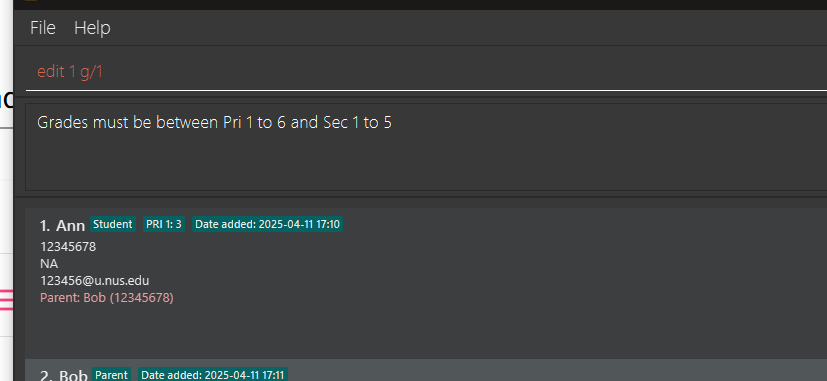 File Help
edit 1 g/1
Grades must be between Pri 1 to 6 and Sec 1 to 5
1. Ann Student PRI 1: 3 Date added: 2025-04-11 17:10
12345678
NA
123456@u.nus.edu
Parent: Bob (12345678)
2. Bob Parent Date added: 2025-04-11 17:11